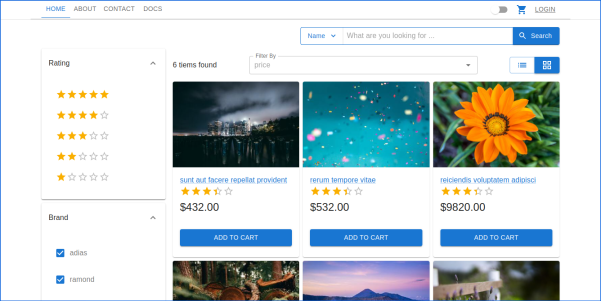 HOME ABOUT CONTACT DOCS LOGIN
Name What are you looking for ... Search
Rating
6 tiems found
Filter By
price
sunt aut facere repellat provident
$432.00
ADD TO CART
rerum tempore vitae
$532.00
ADD TO CART
reiciendis voluptatem adipisci
$9820.00
ADD TO CART
Brand
adias
ramond